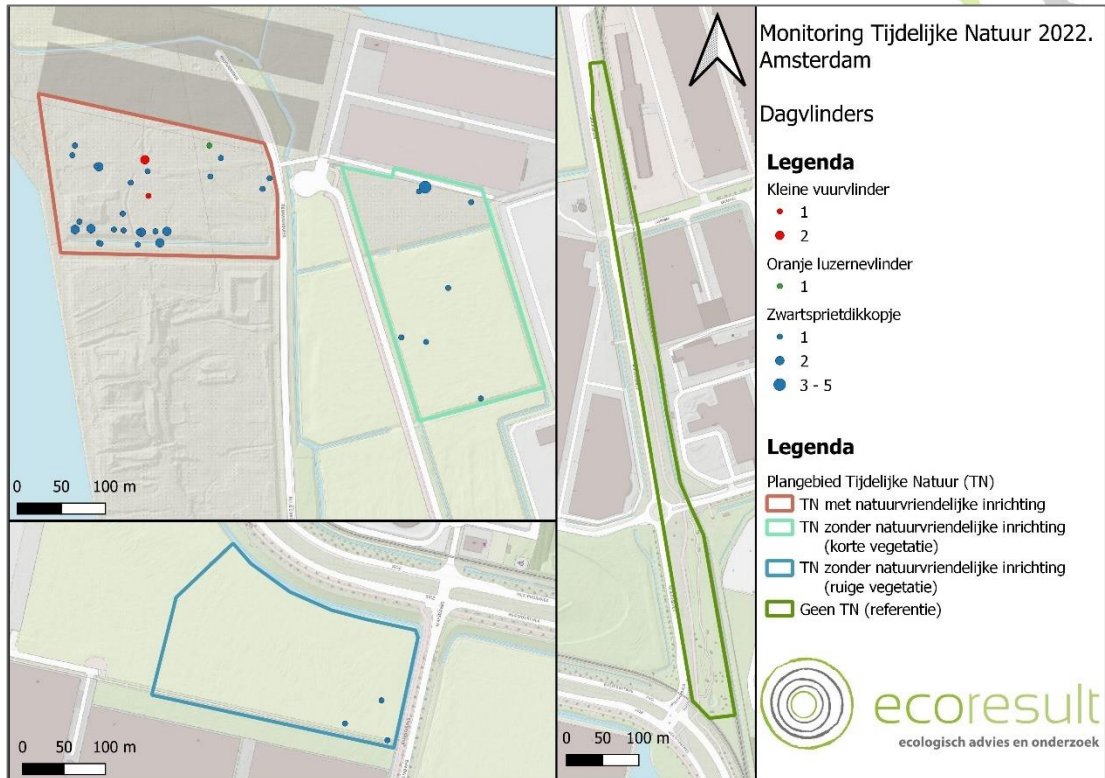 Monitoring Tijdelijke Natuur 2022.
Amsterdam
Dagvlinders
Legenda
Kleine vuurvlinder
1
2
Oranje luzernevlinder
1
Zwartsprietdikkopje
1
2
3 - 5
Legenda
Plangebied Tijdelijke Natuur (TN)
TN met natuurvriendelijke inrichting
TN zonder natuurvriendelijke inrichting
(korte vegetatie)
TN zonder natuurvriendelijke inrichting
(ruige vegetatie)
Geen TN (referentie)
ecoresult
ecologisch advies en onderzoek
0 50 100 m
0 50 100 m
0 50 100 m